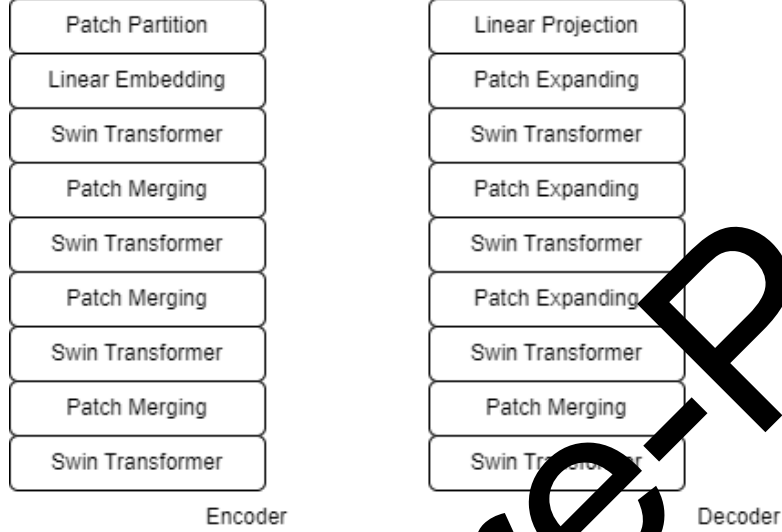 Patch Partition
Linear Embedding
Swin Transformer
Patch Merging
Swin Transformer
Patch Merging
Swin Transformer
Patch Merging
Swin Transformer
Encoder
Linear Projection
Patch Expanding
Swin Transformer
Patch Expanding
Swin Transformer
Patch Expanding
Swin Transformer
Patch Merging
Swin
Decoder